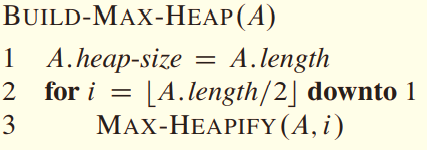 BUILD-MAX-HEAP(A)
1 A.heap-size = A.length
2 for i = ⌊A.length/2⌋ downto 1
3 MAX-HEAPIFY(A, i)